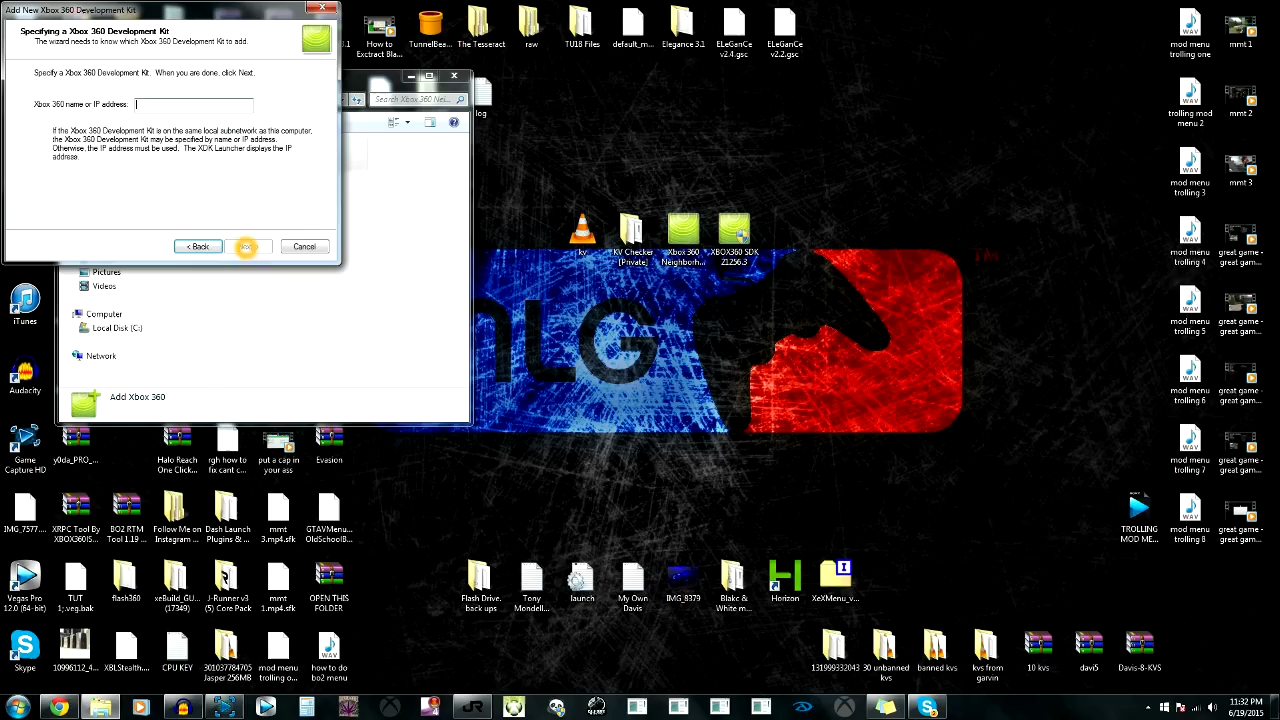 Add New Xbox 360 Development Kit
Specifying a Xbox 360 Development Kit
The wizard needs to know which Xbox 360 Development Kit to add.
Specify a Xbox 360 Development Kit. When you are done, click Next.
Xbox 360 name or IP address:
If the Xbox 360 Development Kit is on the same local subnetwork as this computer,
the Xbox 360 Development Kit may be specified by name or IP address.
Otherwise, the IP address must be used. The XDK Launcher displays the IP
address.
< Back
Cancel
Search Xbox 360 Nei...
Pictures
Videos
Computer
Local Disk (C:)
Network
Add Xbox 360
How to
Exctract Bla...
TunnelBea...
The Tesseract
raw
TU18 Files
default_m...
Elegance 3.1
ELeGanCe
v2.4.gsc
ELeGanCe
v2.2.gsc
log
mod menu
trolling one
mmt 1
trolling mod
menu 2
mmt 2
mod menu
trolling 3
mmt 3
kv
KV Checker
[Private]
Xbox 360
Neighborh...
XBOX360 SDK
21256.3
mod menu
trolling 4
great game -
great gam...
mod menu
trolling 5
great game -
great gam...
mod menu
trolling 6
great game -
great gam...
mod menu
trolling 7
great game -
great gam...
mod menu
trolling 8
great game -
great gam...
TROLLING
MOD ME...
iTunes
Audacity
Game
Capture HD
y0da_PRO_...
Halo Reach
One Click...
rgh how to
fix cant c...
put a cap in
your ass
Evasion
IMG_7577....
XRPC Tool By
XBOX360IS...
BO2 RTM
Tool 1.19 ...
Follow Me on
Instagram ...
Dash Launch
Plugins & ...
mmt
3.mp4.sfk
GTAVMenu...
OldSchoolB...
Vegas Pro
12.0 (64-bit)
TUT
1;.veg.bak
flash360
xeBuild_GU...
(17349)
J-Runner v3
(5) Core Pack
mmt
1.mp4.sfk
OPEN THIS
FOLDER
Flash Drive.
back ups
Tony
Mondell...
launch
My Own
Davis
IMG_8379
Blakc &
White m...
Horizon
XeXMenu_v...
Skype
10996112_4...
XBLStealth....
CPU KEY
301037784705
Jasper 256MB
mod menu
trolling o...
how to do
bo2 menu
131999332043
30 unbanned
kvs
banned kvs
kvs from
garvin
10 kvs
davi5
Davis-8-KVS
11:32 PM
6/19/2015